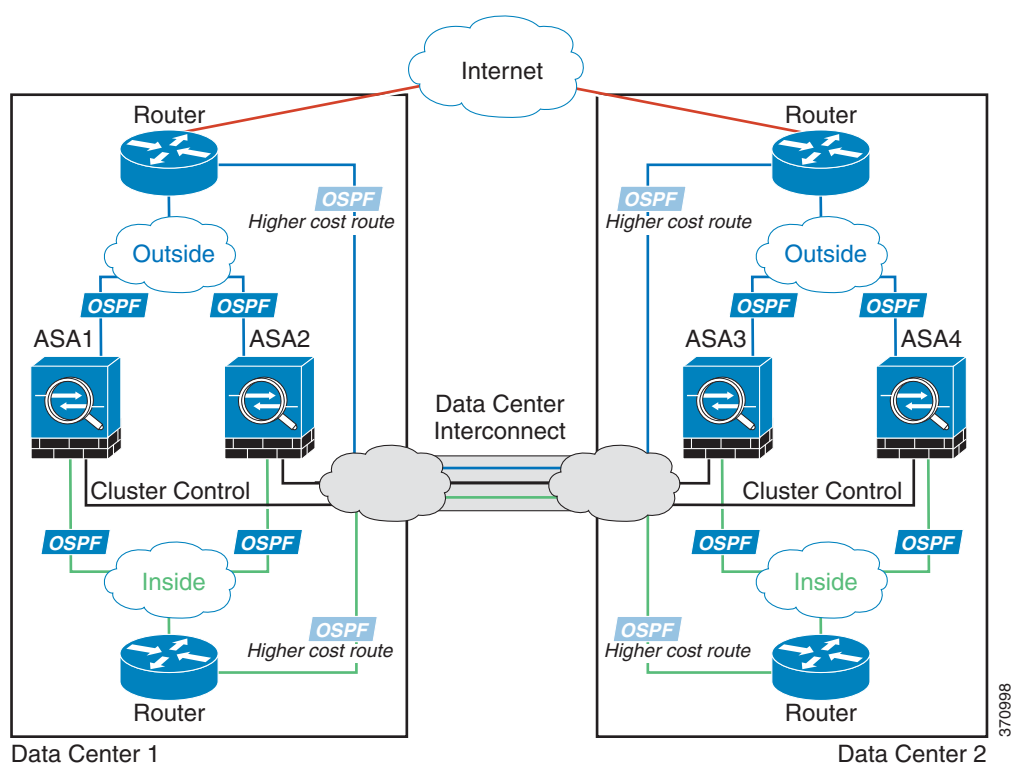 Internet
Router
Router
OSPF
Higher cost route
OSPF
Higher cost route
Outside
Outside
OSPF
OSPF
OSPF
OSPF
ASA1
ASA2
ASA3
ASA4
Data Center
Interconnect
Cluster Control
Cluster Control
OSPF
OSPF
OSPF
OSPF
Inside
Inside
OSPF
Higher cost route
OSPF
Higher cost route
Router
Router
370998
Data Center 1
Data Center 2